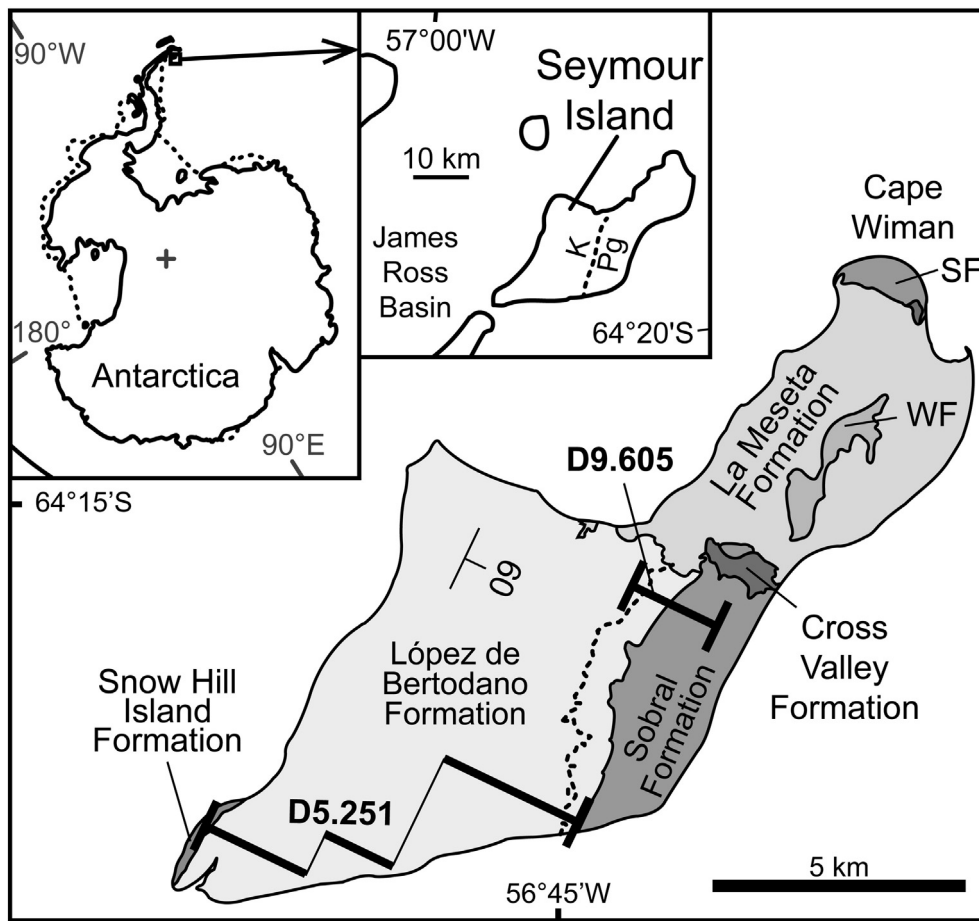 90°W
180°
Antarctica
90°E
57°00'W
Seymour
Island
10 km
James
Ross
Basin
K
Pg
64°20'S
Cape
Wiman
SF
La Meseta
Formation
WF
D9.605
64°15’S
60
López de
Bertodano
Formation
Cross
Valley
Formation
Sobral
Formation
Snow Hill
Island
Formation
D5.251
5 km
56°45’W